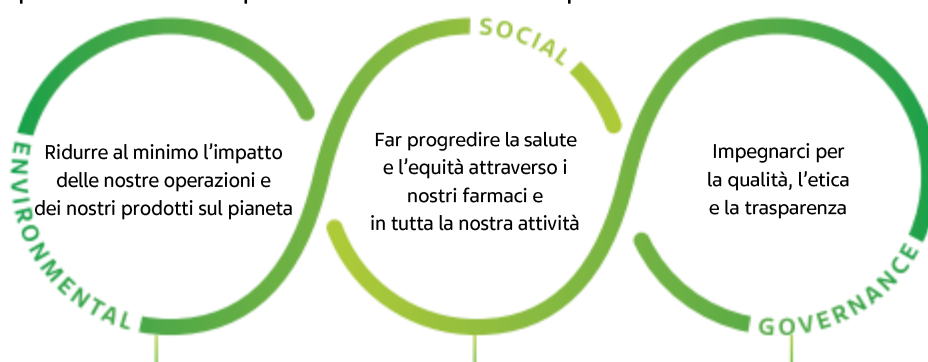 SOCIAL
ENVIRONMENTAL
Ridurre al minimo l’impatto
delle nostre operazioni e
dei nostri prodotti sul pianeta
Far progredire la salute
e l’equità attraverso i
nostri farmaci e
in tutta la nostra attività
Impegnarci per
la qualità, l’etica
e la trasparenza
GOVERNANCE